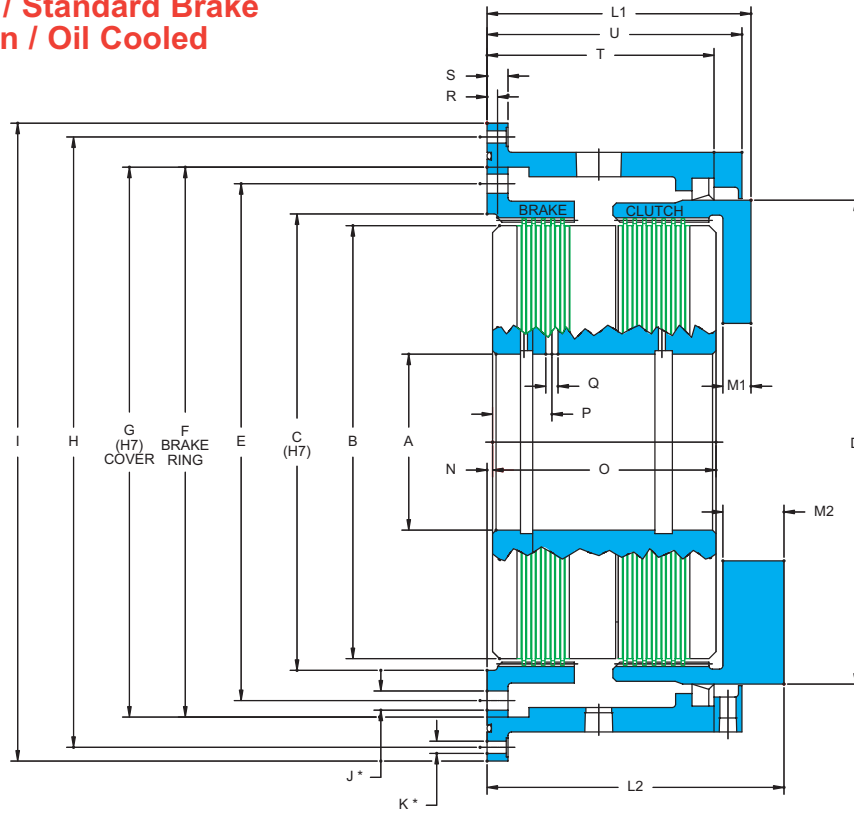 / Standard Brake
n / Oil Cooled
L1
U
T
S
R
BRAKE
CLUTCH
Q
P
M1
I
H
G
(H7)
COVER
F
BRAKE
RING
E
C
(H7)
B
A
D
N
O
M2
J *
K *
L2